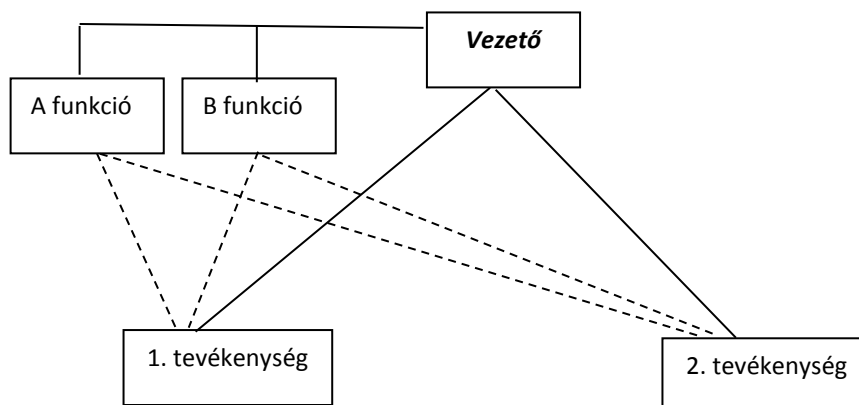 Vezető
A funkció
B funkció
1. tevékenység
2. tevékenység